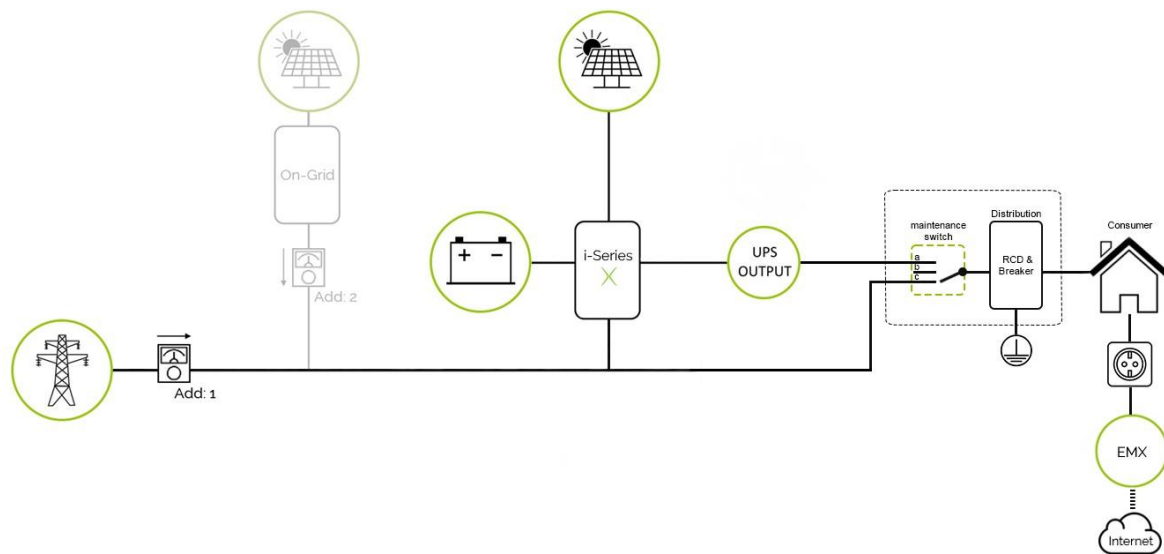 On-Grid
Add: 2
Add: 1
i-Series
X
UPS
OUTPUT
maintenance
switch
a
b
c
Distribution
RCD &
Breaker
Consumer
EMX
Internet